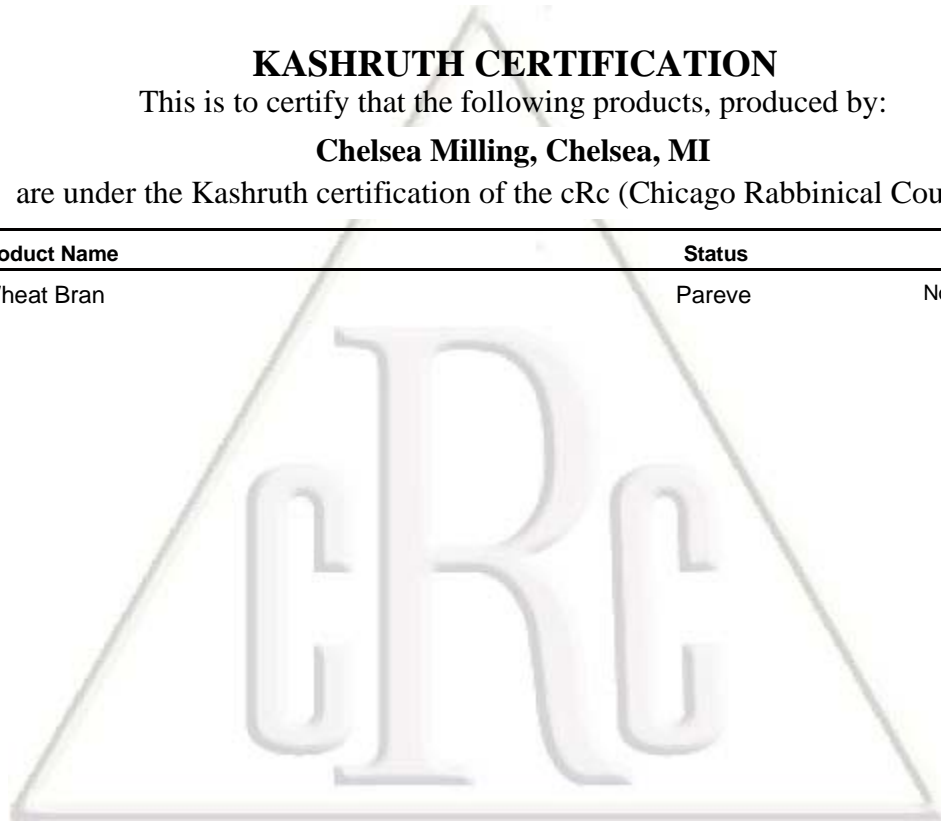 KASHRUTH CERTIFICATION
This is to certify that the following products, produced by:
Chelsea Milling, Chelsea, MI
are under the Kashruth certification of the cRc (Chicago Rabbinical Cou
oduct Name Status
heat Bran Pareve
cRc